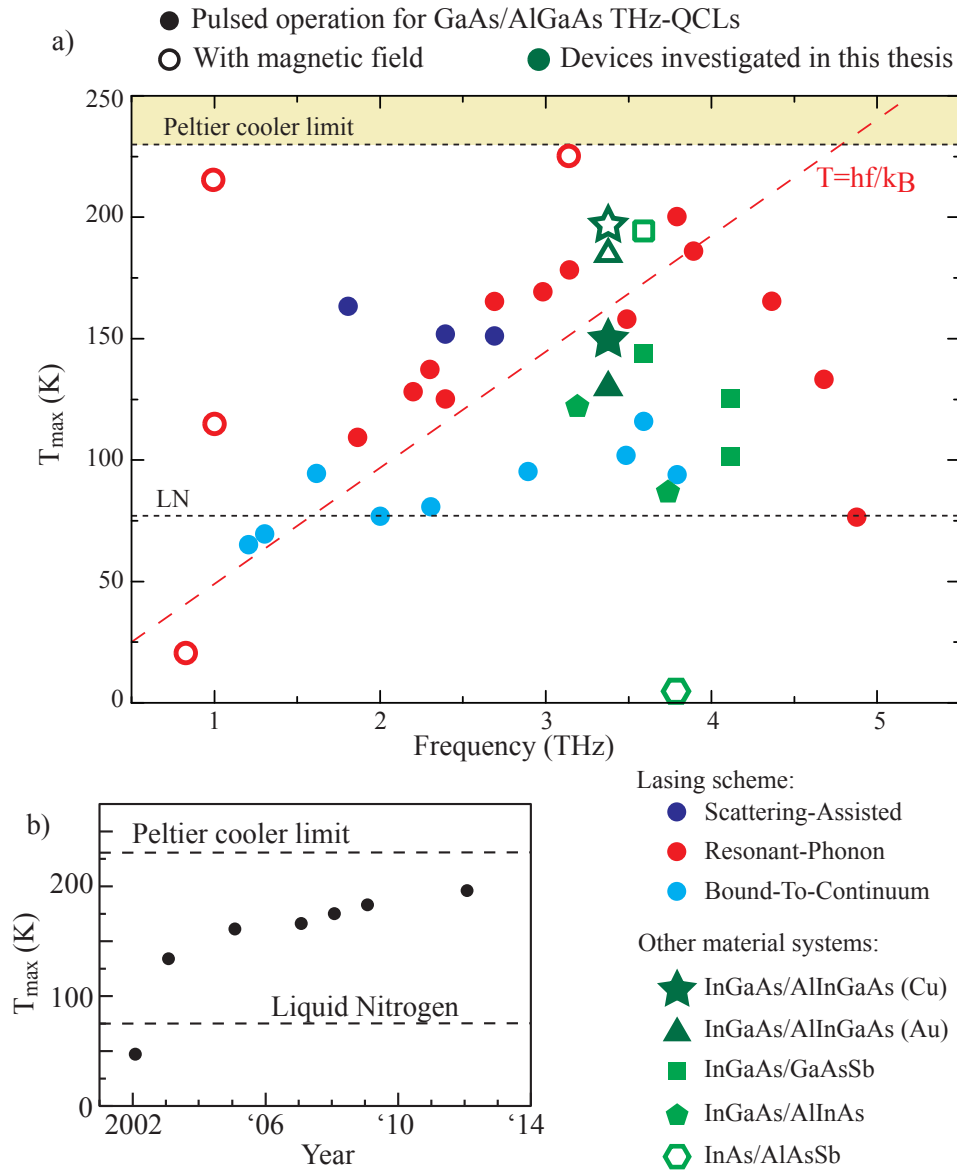 a)
Pulsed operation for GaAs/AlGaAs THz-QCLs
With magnetic field
Devices investigated in this thesis
250
200
150
100
50
0
T_max (K)
Peltier cooler limit
T=hf/k_B
LN
1 2 3 4 5
Frequency (THz)
b)
200
100
0
T_max (K)
Peltier cooler limit
Liquid Nitrogen
2002 ‘06 ‘10 ‘14
Year
Lasing scheme:
Scattering-Assisted
Resonant-Phonon
Bound-To-Continuum
Other material systems:
InGaAs/AlInGaAs (Cu)
InGaAs/AlInGaAs (Au)
InGaAs/GaAsSb
InGaAs/AlInAs
InAs/AlAsSb